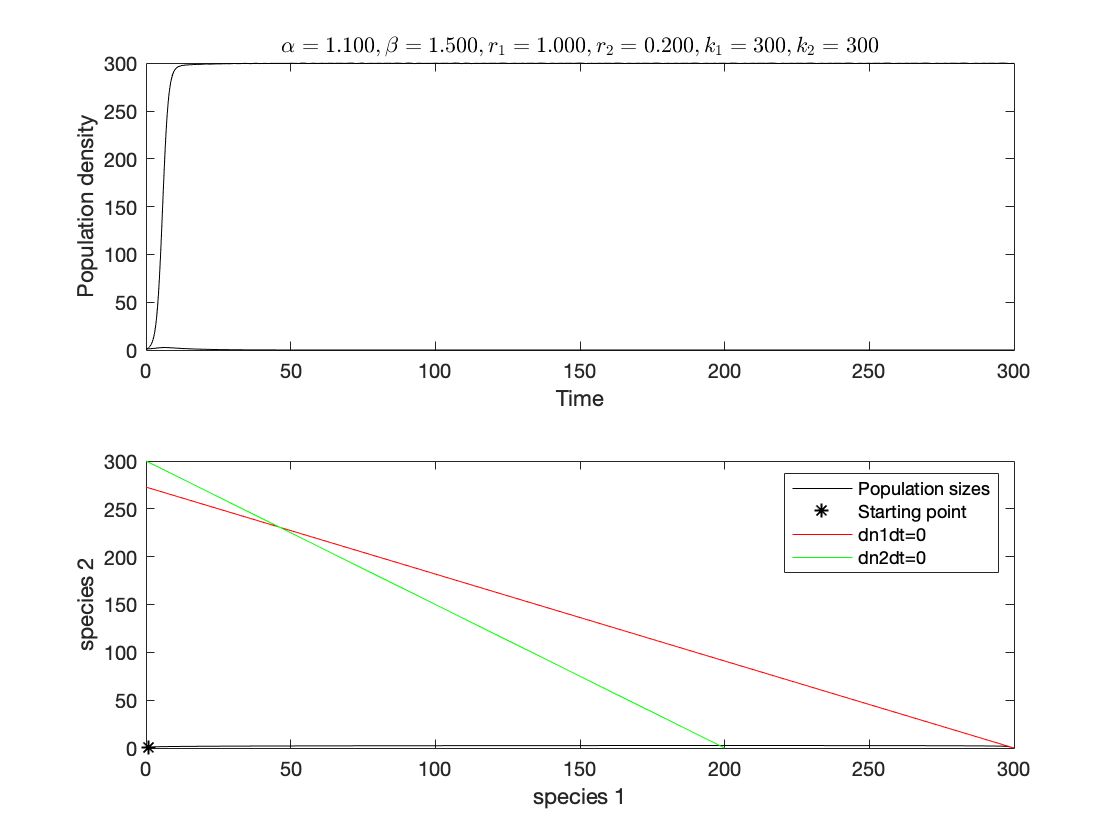 α = 1.100, β = 1.500, r₁ = 1.000, r₂ = 0.200, k₁ = 300, k₂ = 300
300
250
200
150
100
50
0
Population density
0 50 100 150 200 250 300
Time
300
250
200
150
100
50
0
species 2
Population sizes
Starting point
dn1dt=0
dn2dt=0
0 50 100 150 200 250 300
species 1